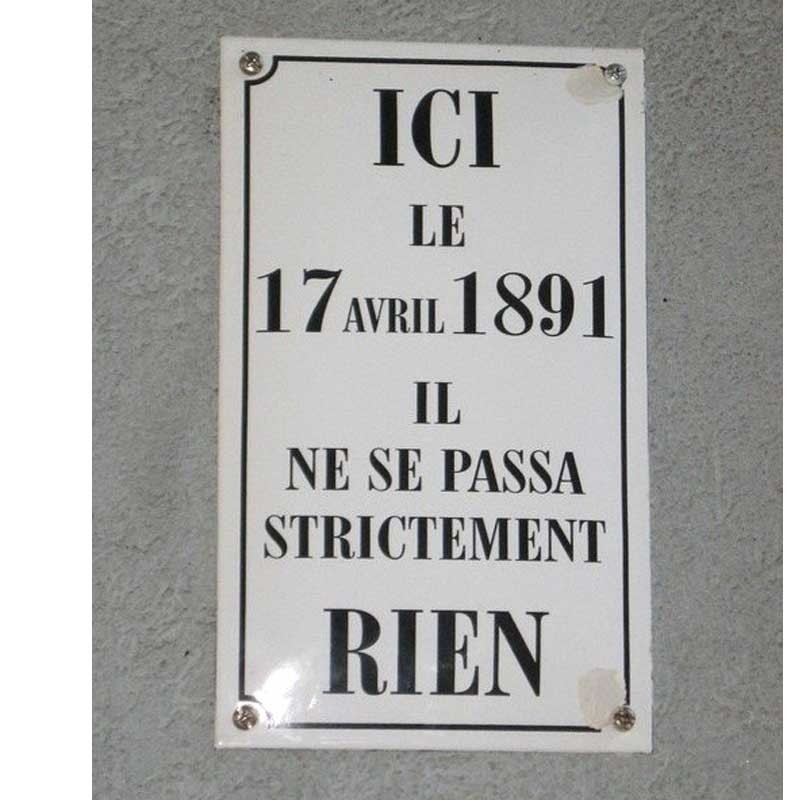 ICI
LE
17 AVRIL 1891
IL
NE SE PASSA
STRICTEMENT
RIEN